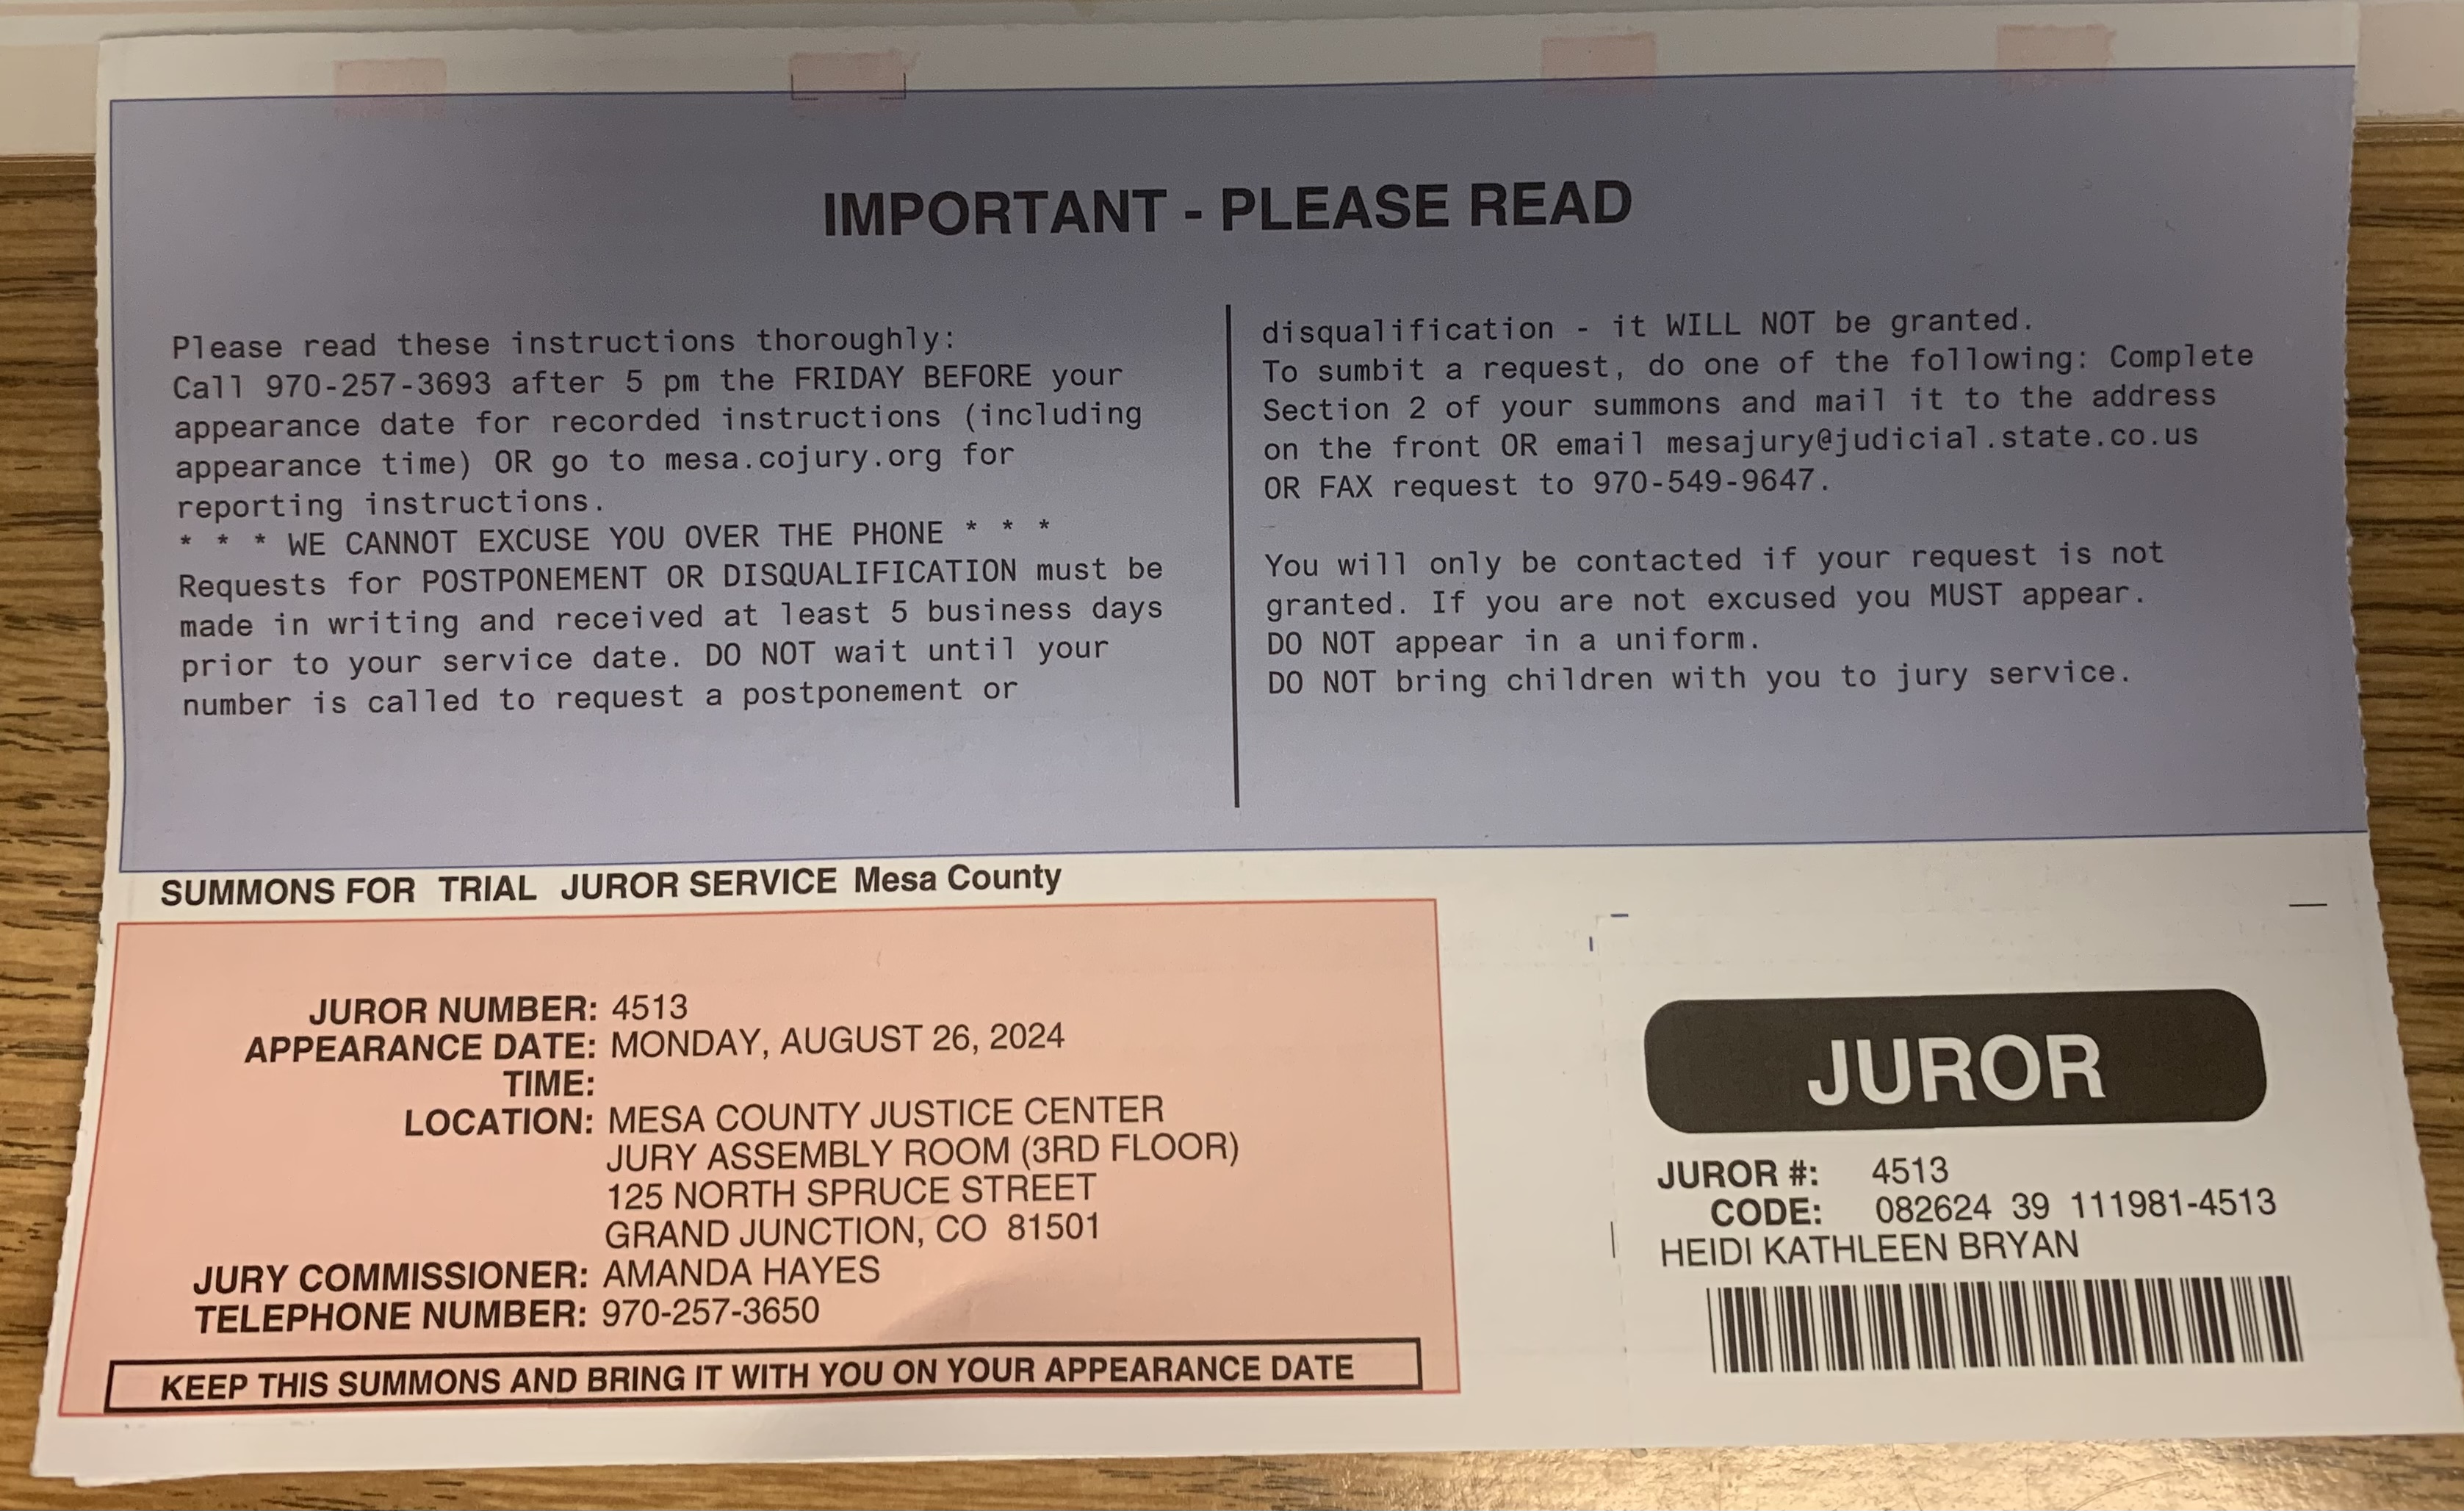 IMPORTANT - PLEASE READ
Please read these instructions thoroughly:
Call 970-257-3693 after 5 pm the FRIDAY BEFORE your
appearance date for recorded instructions (including
appearance time) OR go to mesa.cojury.org for
reporting instructions.
* * * WE CANNOT EXCUSE YOU OVER THE PHONE * * *
Requests for POSTPONEMENT OR DISQUALIFICATION must be
made in writing and received at least 5 business days
prior to your service date. DO NOT wait until your
number is called to request a postponement or
disqualification - it WILL NOT be granted.
To sumbit a request, do one of the following: Complete
Section 2 of your summons and mail it to the address
on the front OR email mesajury@judicial.state.co.us
OR FAX request to 970-549-9647.
You will only be contacted if your request is not
granted. If you are not excused you MUST appear.
DO NOT appear in a uniform.
DO NOT bring children with you to jury service.
SUMMONS FOR TRIAL JUROR SERVICE Mesa County
JUROR NUMBER: 4513
APPEARANCE DATE: MONDAY, AUGUST 26, 2024
TIME:
LOCATION: MESA COUNTY JUSTICE CENTER
JURY ASSEMBLY ROOM (3RD FLOOR)
125 NORTH SPRUCE STREET
GRAND JUNCTION, CO 81501
JURY COMMISSIONER: AMANDA HAYES
TELEPHONE NUMBER: 970-257-3650
KEEP THIS SUMMONS AND BRING IT WITH YOU ON YOUR APPEARANCE DATE
JUROR
JUROR #: 4513
CODE: 082624 39 111981-4513
HEIDI KATHLEEN BRYAN